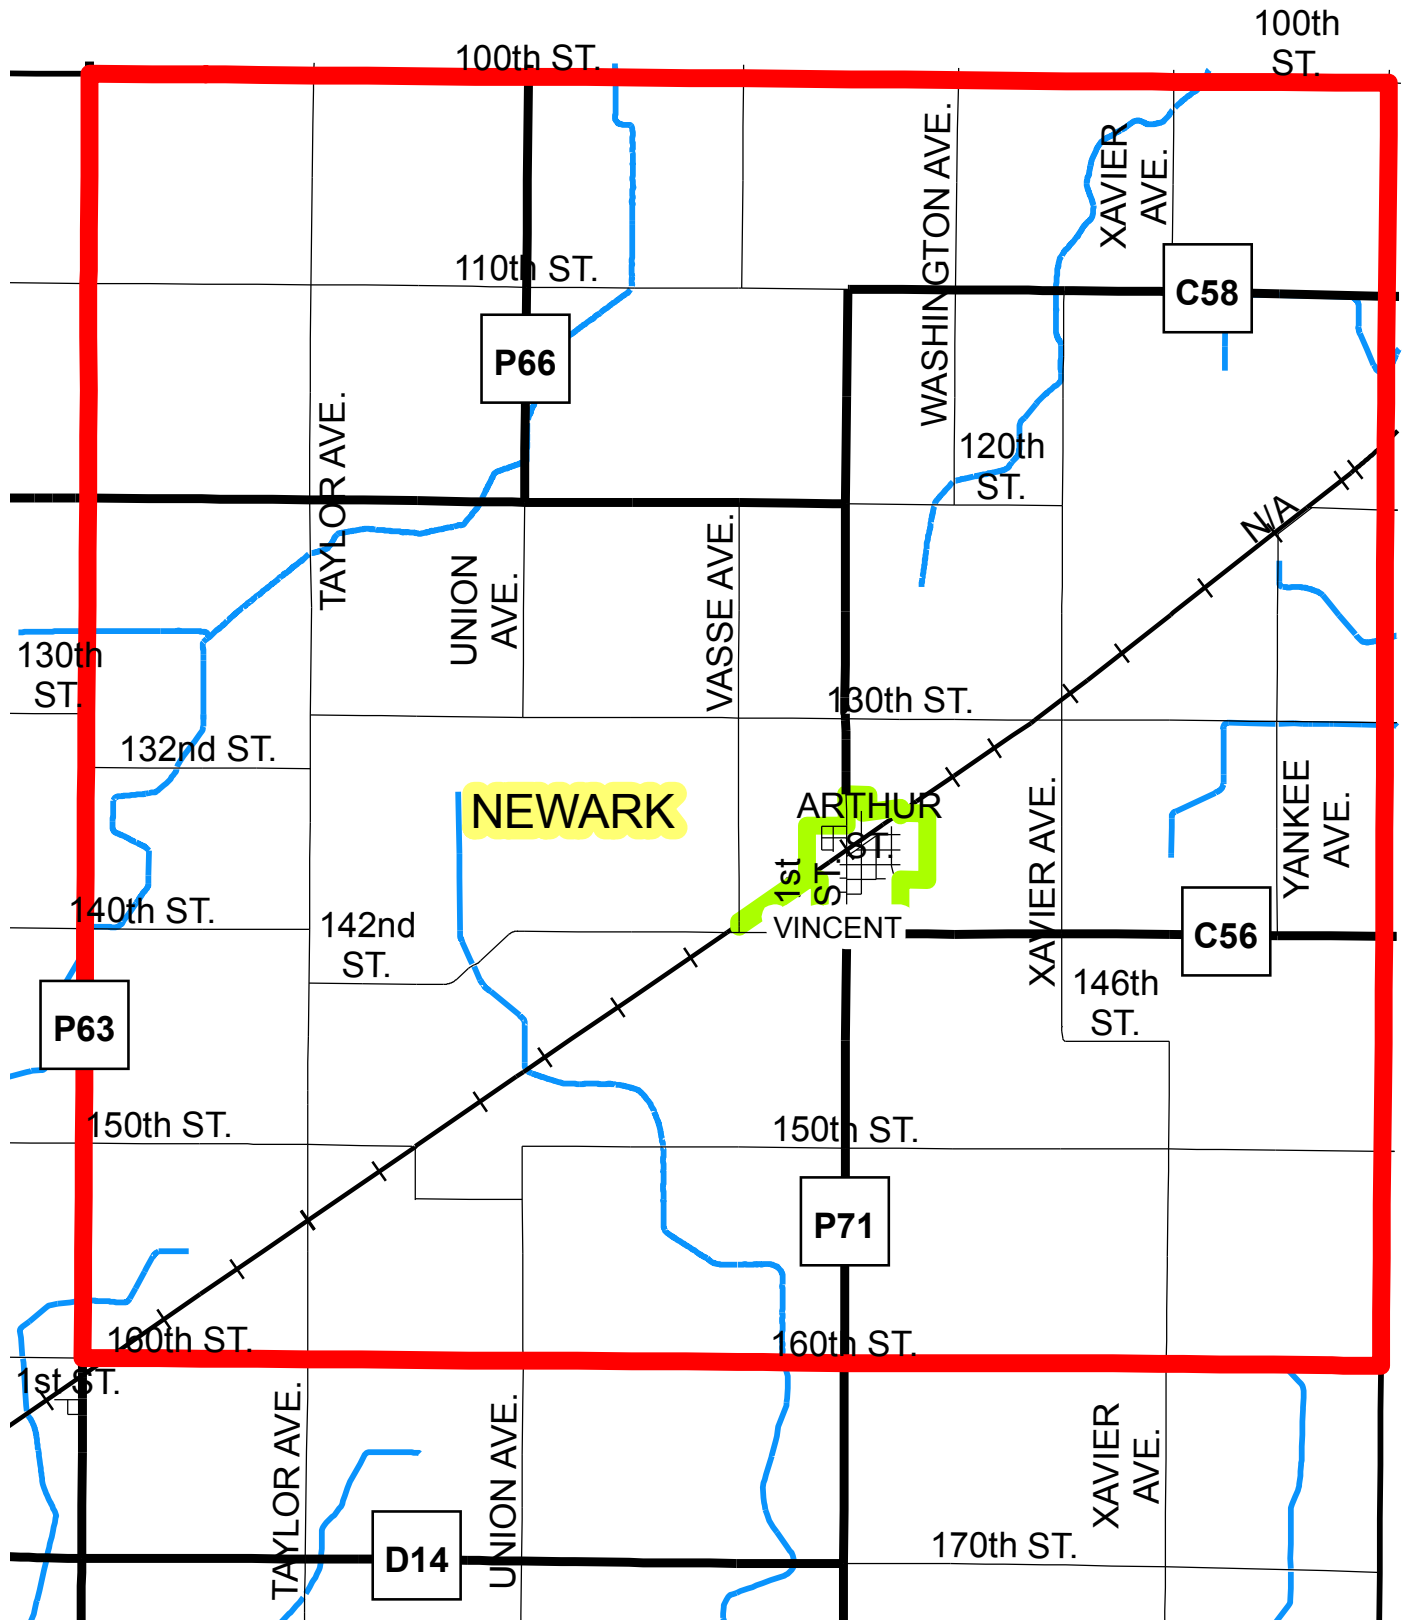 100th ST.
100th
ST.
WASHINGTON AVE.
XAVIER
AVE.
110th ST.
C58
P66
TAYLOR AVE.
120th
ST.
N/A
UNION
AVE.
VASSE AVE.
130th
ST.
130th ST.
132nd ST.
NEWARK
ARTHUR
ST.
1st
ST.
XAVIER AVE.
YANKEE
AVE.
140th ST.
142nd
ST.
VINCENT
C56
146th
ST.
P63
150th ST.
150th ST.
P71
160th ST.
160th ST.
1st ST.
TAYLOR AVE.
UNION AVE.
XAVIER
AVE.
D14
170th ST.